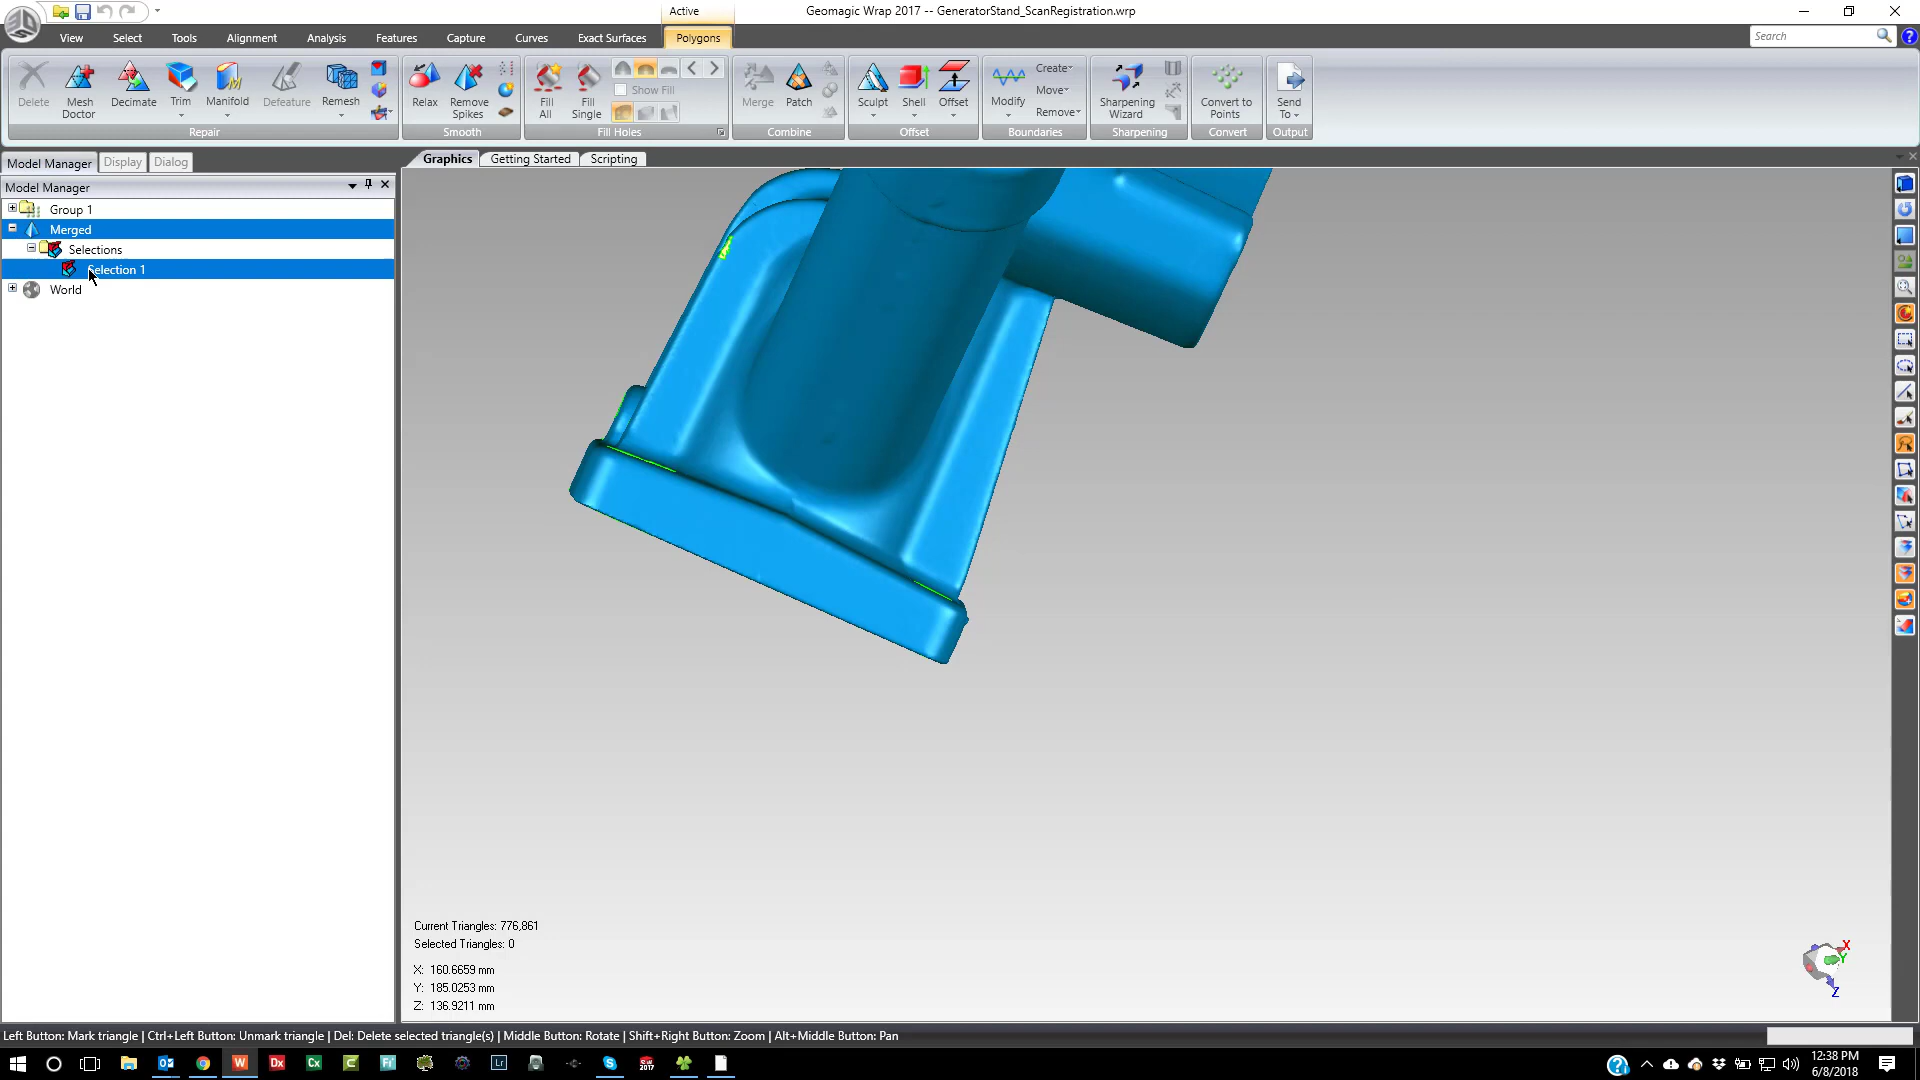 Active
Geomagic Wrap 2017 -- GeneratorStand_ScanRegistration.wrp
View Select Tools Alignment Analysis Features Capture Curves Exact Surfaces Polygons
Search
Delete Mesh Doctor Decimate Trim Manifold Defeature Remesh
Repair
Relax Remove Spikes
Smooth
Fill All Fill Single Show Fill
Fill Holes
Merge Patch
Combine
Sculpt Shell Offset
Offset
Modify Create Move Remove
Boundaries
Sharpening Wizard
Sharpening
Convert to Points
Convert
Send To
Output
Model Manager Display Dialog
Graphics Getting Started Scripting
Model Manager
Group 1
Merged
Selections
Selection 1
World
Current Triangles: 776,861
Selected Triangles: 0
X: 160.6659 mm
Y: 185.0253 mm
Z: 136.9211 mm
X
Y
Z
Left Button: Mark triangle | Ctrl+Left Button: Unmark triangle | Del: Delete selected triangle(s) | Middle Button: Rotate | Shift+Right Button: Zoom | Alt+Middle Button: Pan
W Dx Cx C Fi Lr S 2017
12:38 PM
6/8/2018